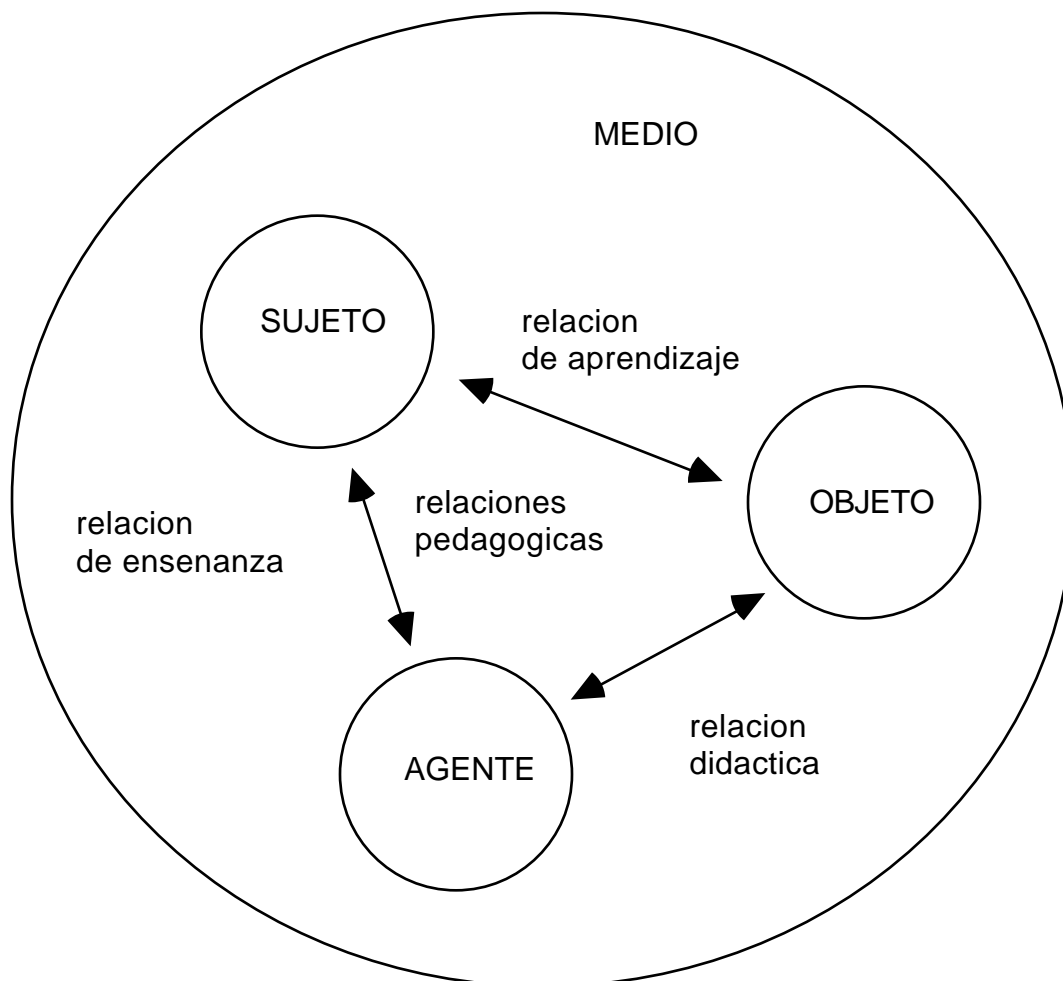 MEDIO
SUJETO
relacion
de aprendizaje
relaciones
pedagogicas
OBJETO
relacion
de ensenanza
relacion
didactica
AGENTE